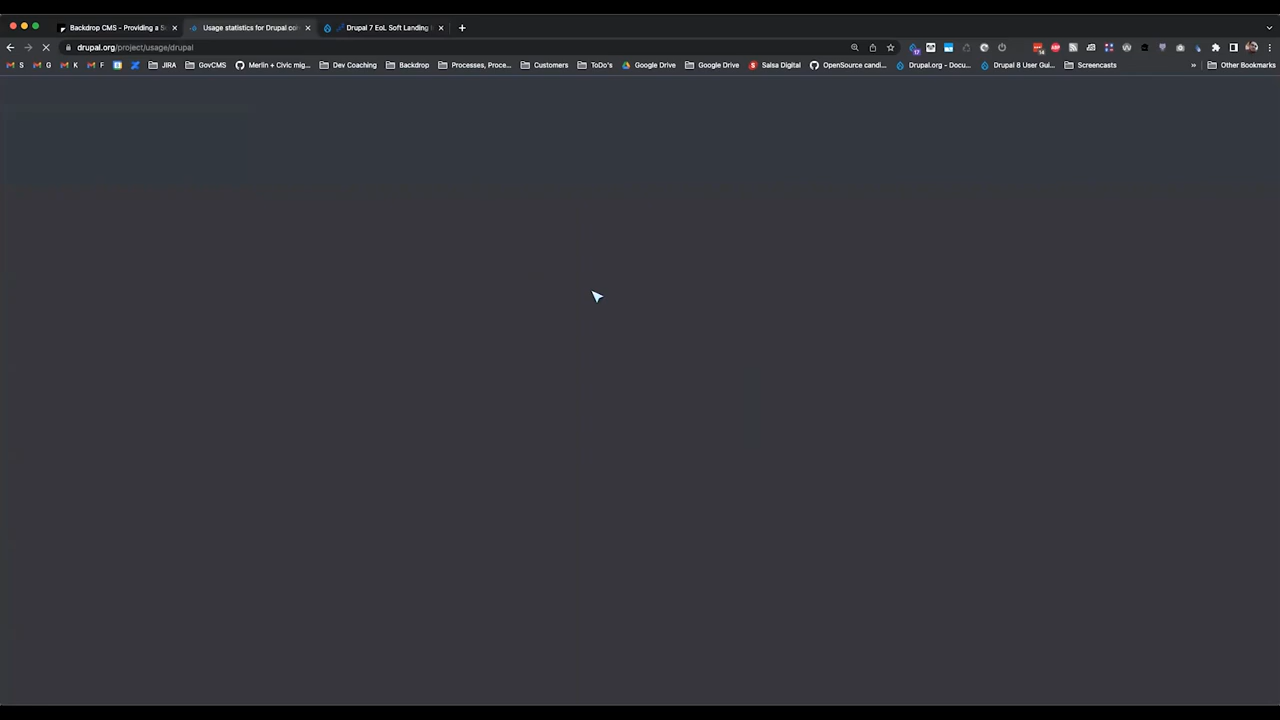 Backdrop CMS - Providing a S
Usage statistics for Drupal co
Drupal 7 EoL Soft Landing
drupal.org/project/usage/drupal
17
14
S
G
K
F
JIRA
GovCMS
Merlin + Civic mig...
Dev Coaching
Backdrop
Processes, Proce...
Customers
ToDo's
Google Drive
Google Drive
Salsa Digital
OpenSource candi...
Drupal.org - Docu...
Drupal 8 User Gui...
Screencasts
»
Other Bookmarks